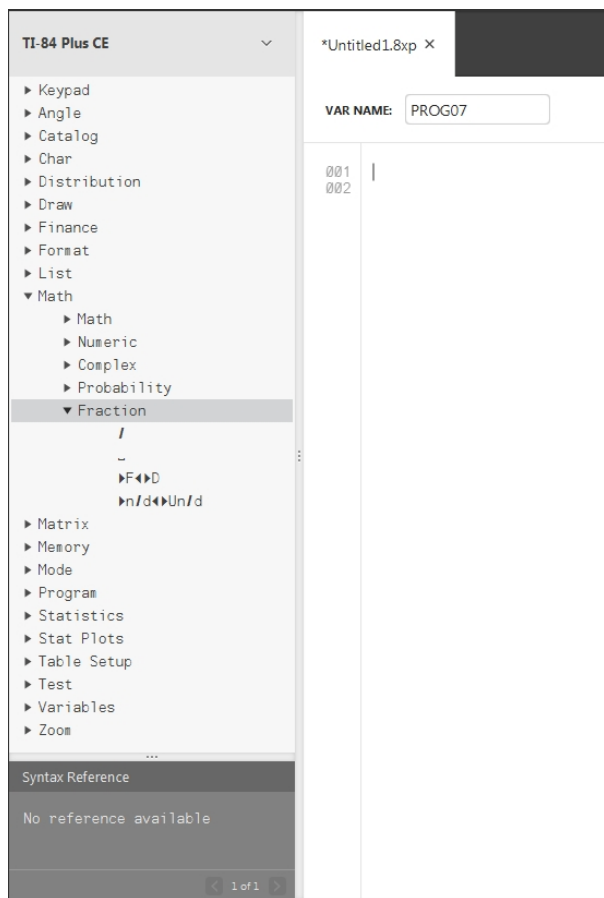 TI-84 Plus CE
*Untitled1.8xp ×
VAR NAME: PROG07
▶ Keypad
▶ Angle
▶ Catalog
▶ Char
▶ Distribution
▶ Draw
▶ Finance
▶ Format
▶ List
▼ Math
▶ Math
▶ Numeric
▶ Complex
▶ Probability
▼ Fraction
/
⎵
▶F◀▶D
▶n/d◀▶Un/d
▶ Matrix
▶ Memory
▶ Mode
▶ Program
▶ Statistics
▶ Stat Plots
▶ Table Setup
▶ Test
▶ Variables
▶ Zoom
001
002
Syntax Reference
No reference available
1 of 1